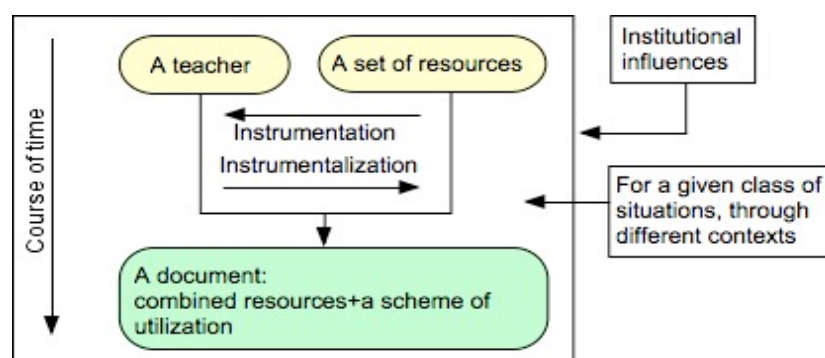 A teacher
A set of resources
Institutional
influences
Instrumentation
Instrumentalization
Course of time
For a given class of
situations, through
different contexts
A document:
combined resources+a scheme of
utilization